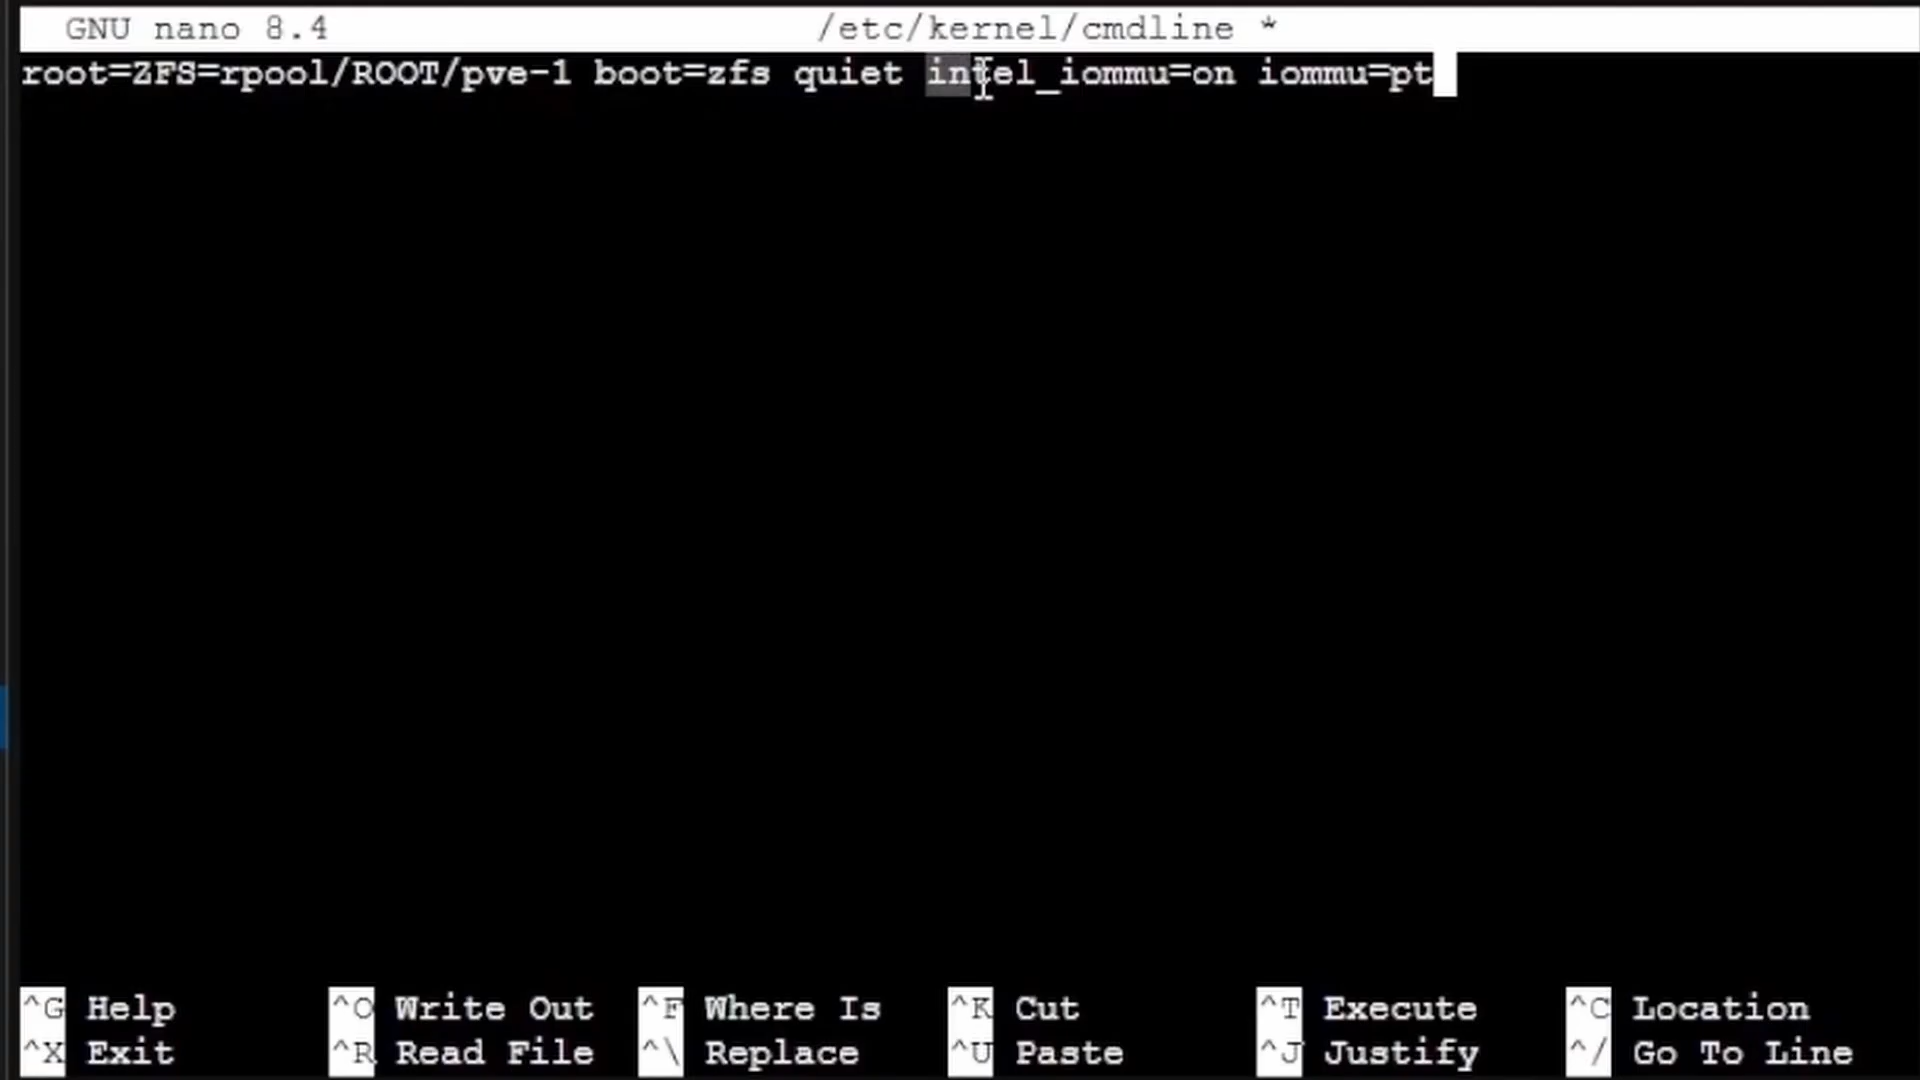 GNU nano 8.4 /etc/kernel/cmdline *
root=ZFS=rpool/ROOT/pve-1 boot=zfs quiet intel_iommu=on iommu=pt
^G Help ^O Write Out ^F Where Is ^K Cut ^T Execute ^C Location
^X Exit ^R Read File ^\ Replace ^U Paste ^J Justify ^/ Go To Line